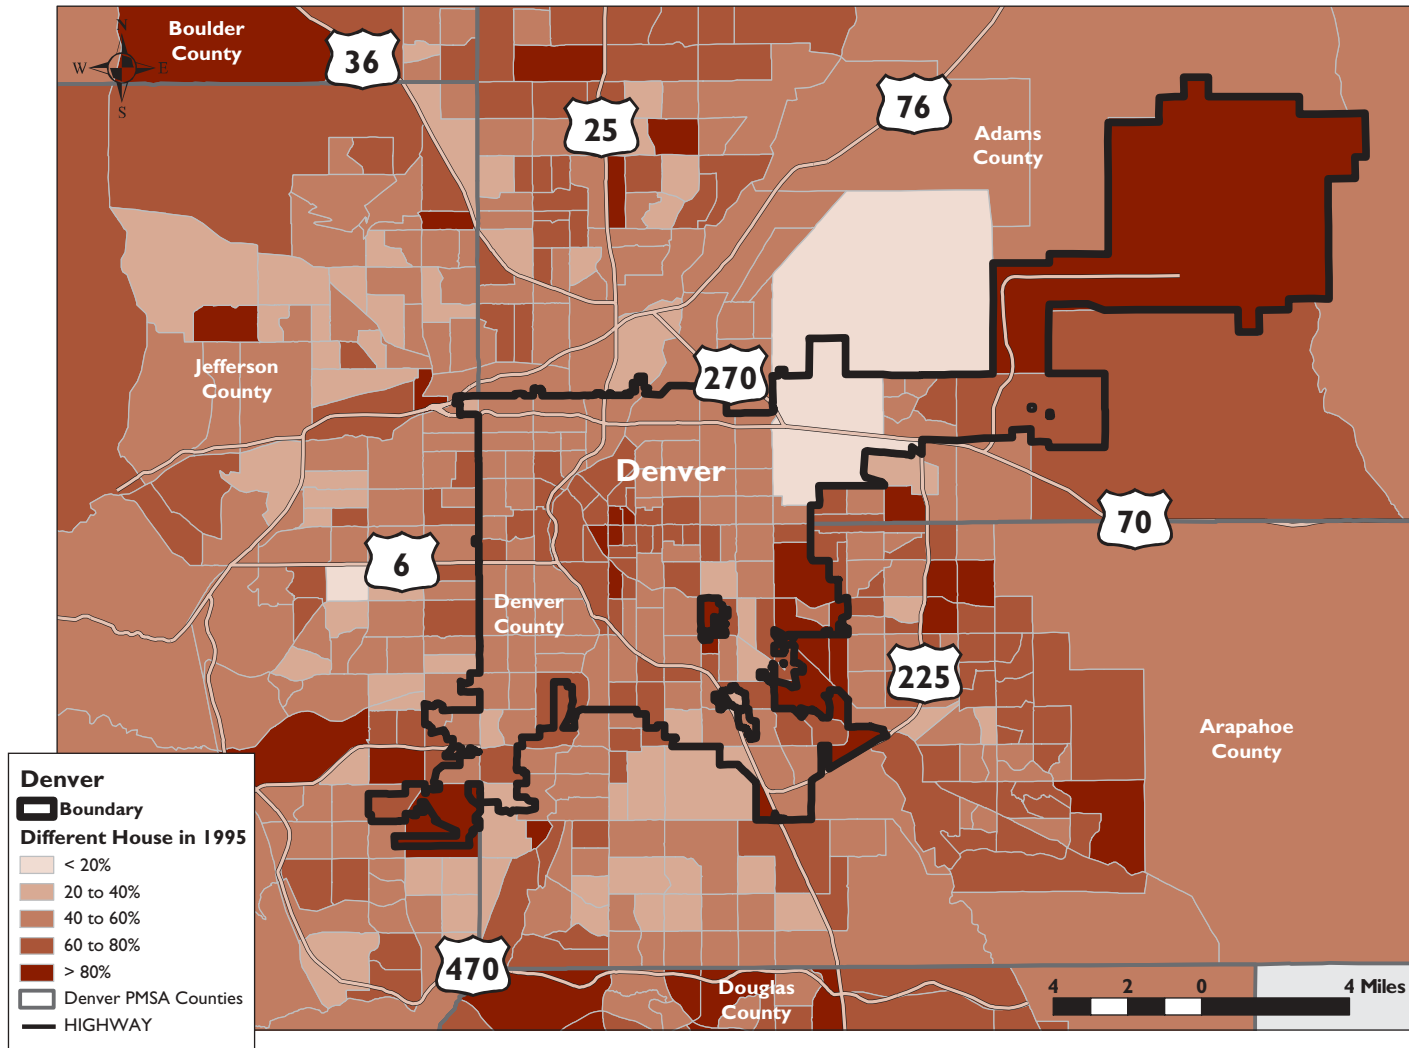 Boulder
County
N
W
E
S
36
25
76
Adams
County
Jefferson
County
270
Denver
70
6
Denver
County
225
Arapahoe
County
470
Douglas
County
Denver
Boundary
Different House in 1995
< 20%
20 to 40%
40 to 60%
60 to 80%
> 80%
Denver PMSA Counties
HIGHWAY
4 2 0 4 Miles